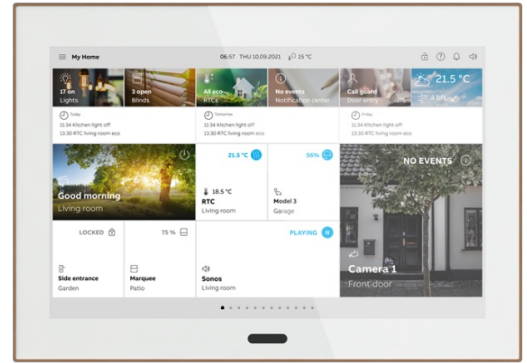 My Home
06:57 THU 10.09.2021 15 °C
17 on
Lights
3 open
Blinds
All eco
RTCs
No events
Notification center
Call guard
Door entry
21.5 °C
Today
11:34 Kitchen light off
13:30 RTC living room eco
Tomorrow
11:34 Kitchen light off
13:30 RTC living room eco
Friday
11:34 Kitchen light off
13:30 RTC living room eco
Good morning
Living room
21.5 °C
18.5 °C
RTC
Living room
55%
Model 3
Garage
NO EVENTS
Camera 1
Front-door
LOCKED
Side entrance
Garden
75 %
Marquee
Patio
PLAYING
Sonos
Living room